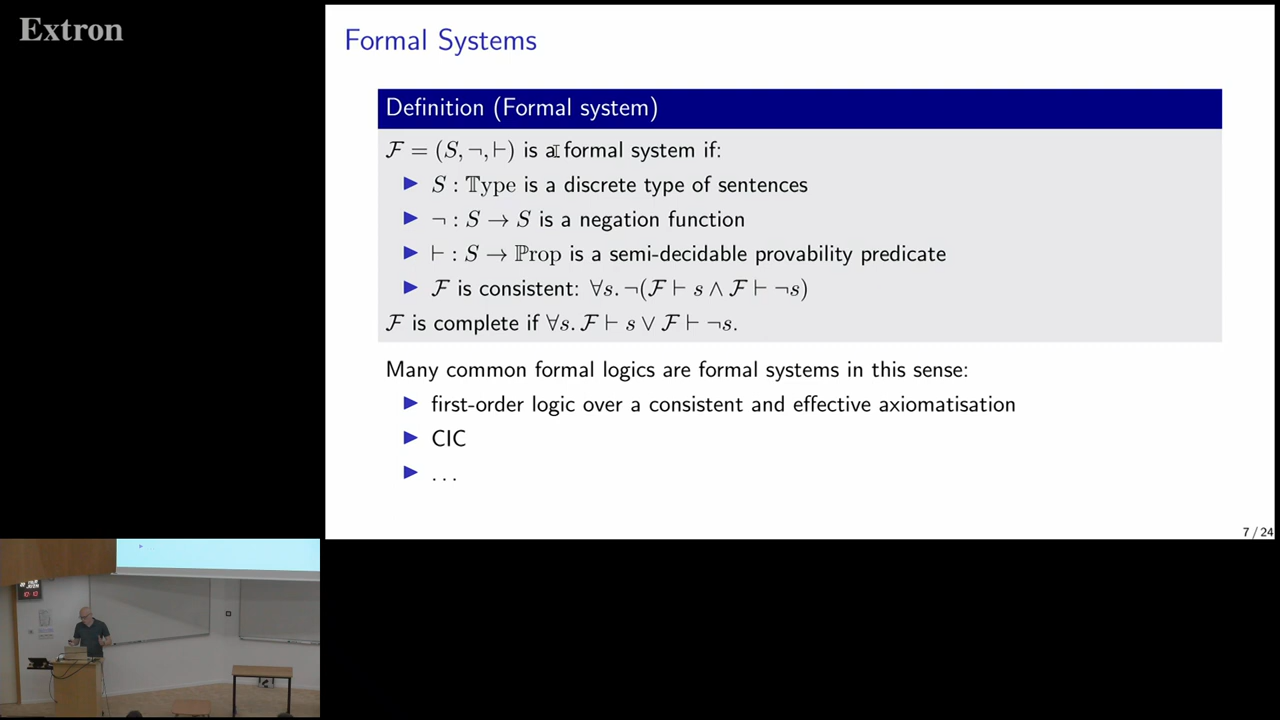 Extron
Formal Systems
Definition (Formal system)
ℱ = (S, ¬, ⊢) is a formal system if:
▶ S : 𝕋ype is a discrete type of sentences
▶ ¬ : S → S is a negation function
▶ ⊢ : S → ℙrop is a semi-decidable provability predicate
▶ ℱ is consistent: ∀s. ¬(ℱ ⊢ s ∧ ℱ ⊢ ¬s)
ℱ is complete if ∀s. ℱ ⊢ s ∨ ℱ ⊢ ¬s.
Many common formal logics are formal systems in this sense:
▶ first-order logic over a consistent and effective axiomatisation
▶ CIC
▶ . . .
7 / 24